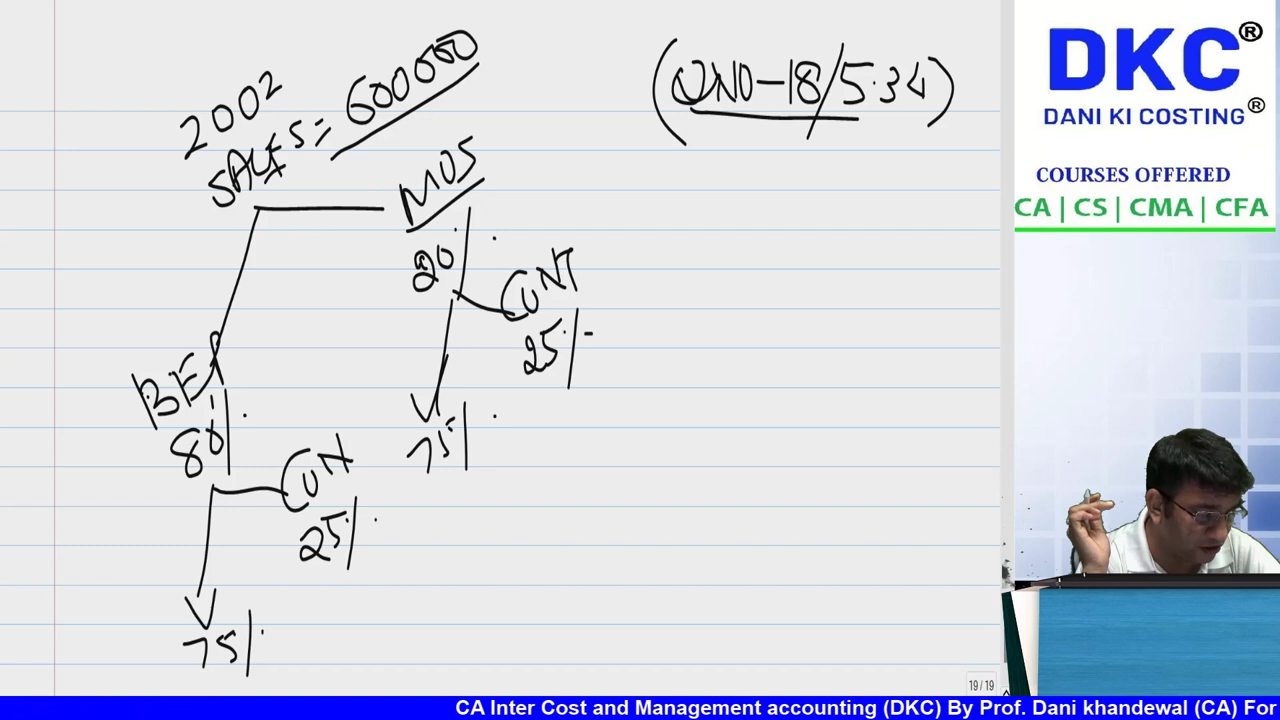 2002
SALES = 600000
(QNO-18/5.34)
MOS
20%.
CONT
25%
V
75%.
BE
80%.
CON
25%.
V
75%.
19/19
DKC®
DANI KI COSTING®
COURSES OFFERED
CA | CS | CMA | CFA
CA Inter Cost and Management accounting (DKC) By Prof. Dani khandewal (CA) For